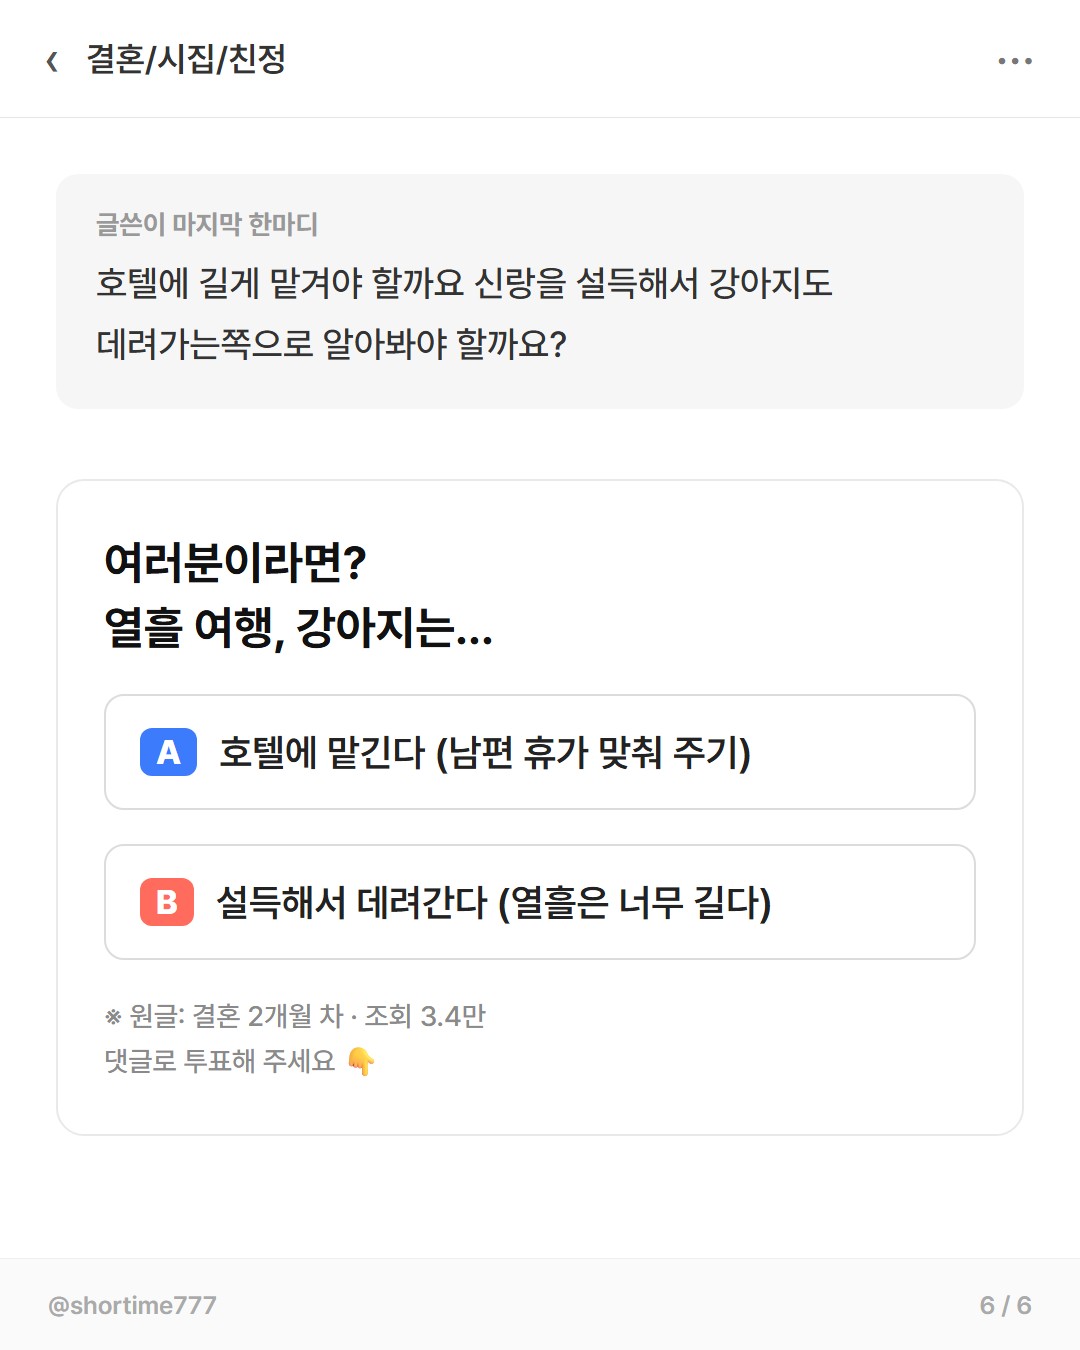 결혼/시집/친정
글쓴이 마지막 한마디
호텔에 길게 맡겨야 할까요 신랑을 설득해서 강아지도
데려가는쪽으로 알아봐야 할까요?
여러분이라면?
열흘 여행, 강아지는...
A 호텔에 맡긴다 (남편 휴가 맞춰 주기)
B 설득해서 데려간다 (열흘은 너무 길다)
※ 원글: 결혼 2개월 차 · 조회 3.4만
댓글로 투표해 주세요 👇
@shortime777
6 / 6